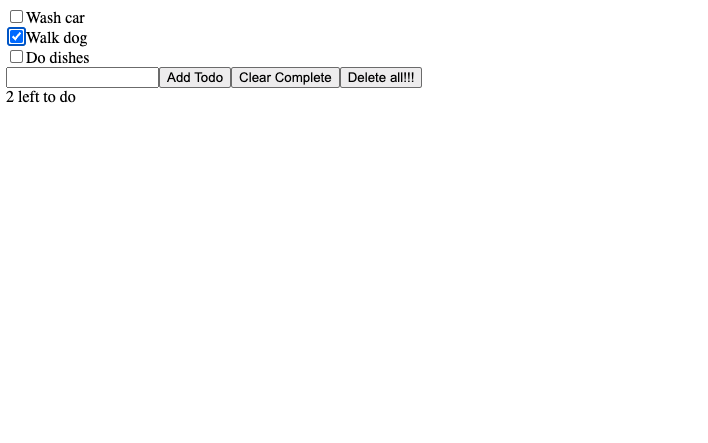 Wash car
Walk dog
Do dishes
Add Todo Clear Complete Delete all!!!
2 left to do